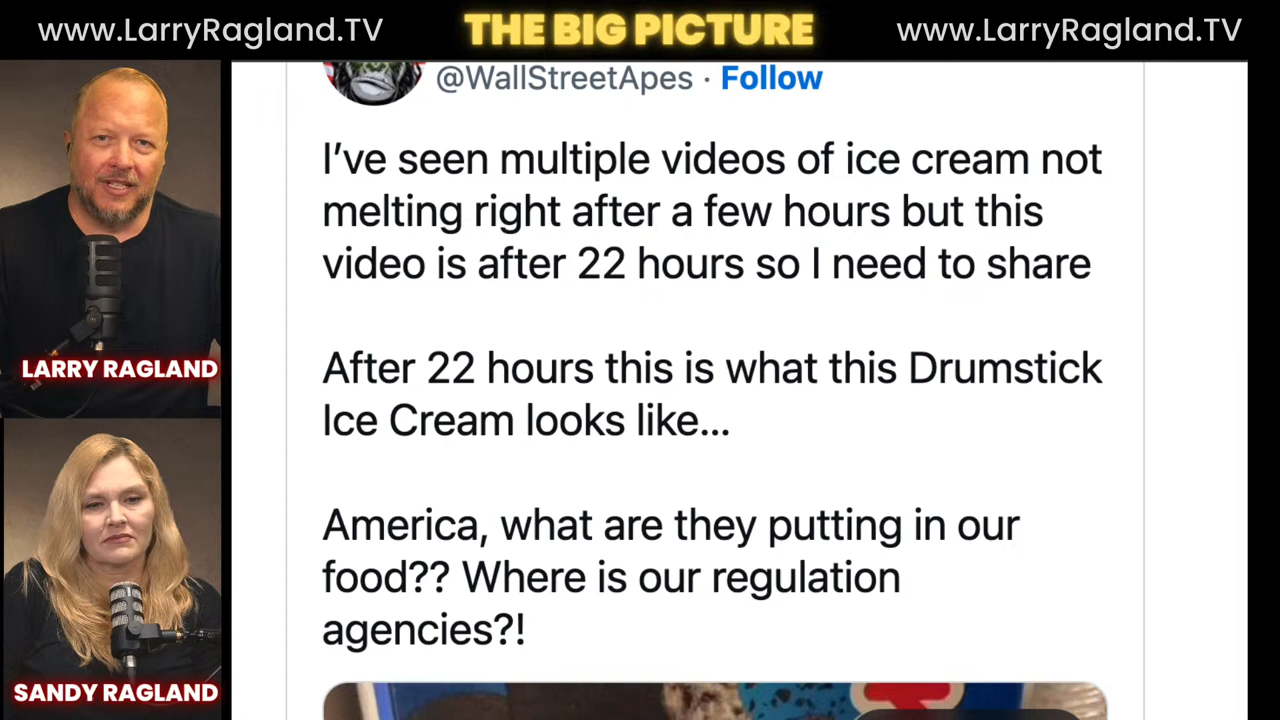 www.LarryRagland.TV
THE BIG PICTURE
www.LarryRagland.TV
@WallStreetApes · Follow
I’ve seen multiple videos of ice cream not
melting right after a few hours but this
video is after 22 hours so I need to share
After 22 hours this is what this Drumstick
Ice Cream looks like...
America, what are they putting in our
food?? Where is our regulation
agencies?!
LARRY RAGLAND
SANDY RAGLAND